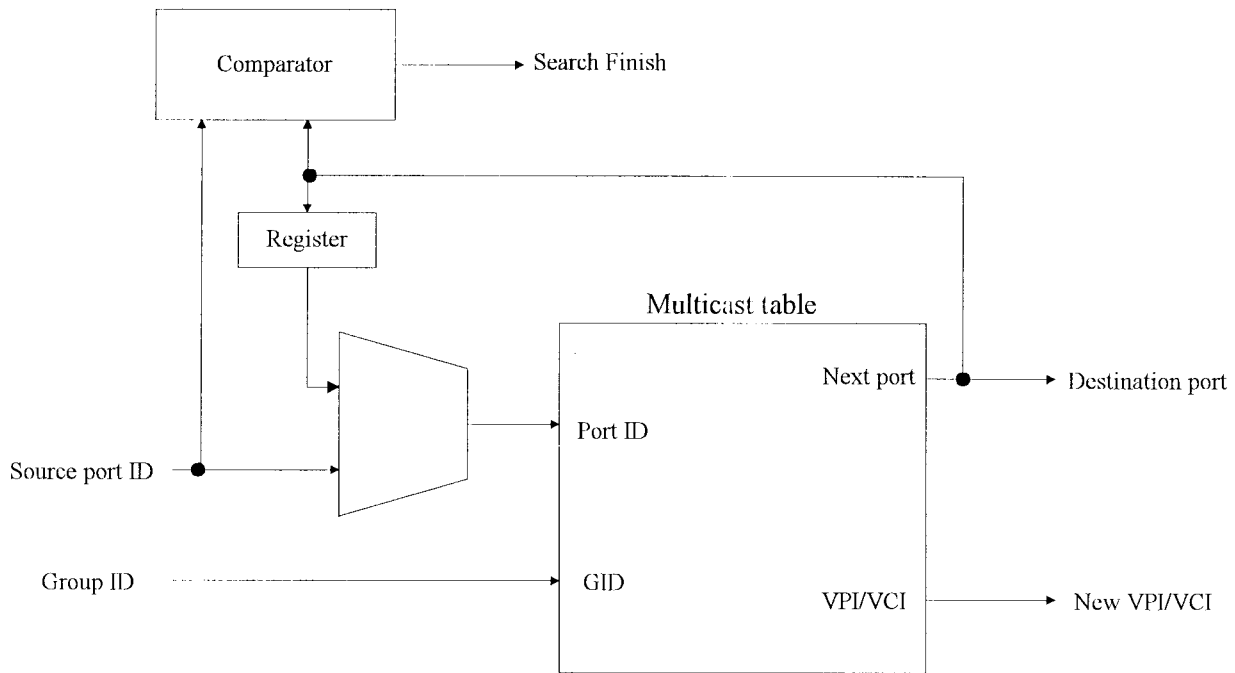 Comparator
Search Finish
Register
Multicast table
Next port
Destination port
Port ID
Source port ID
Group ID
GID
VPI/VCI
New VPI/VCI